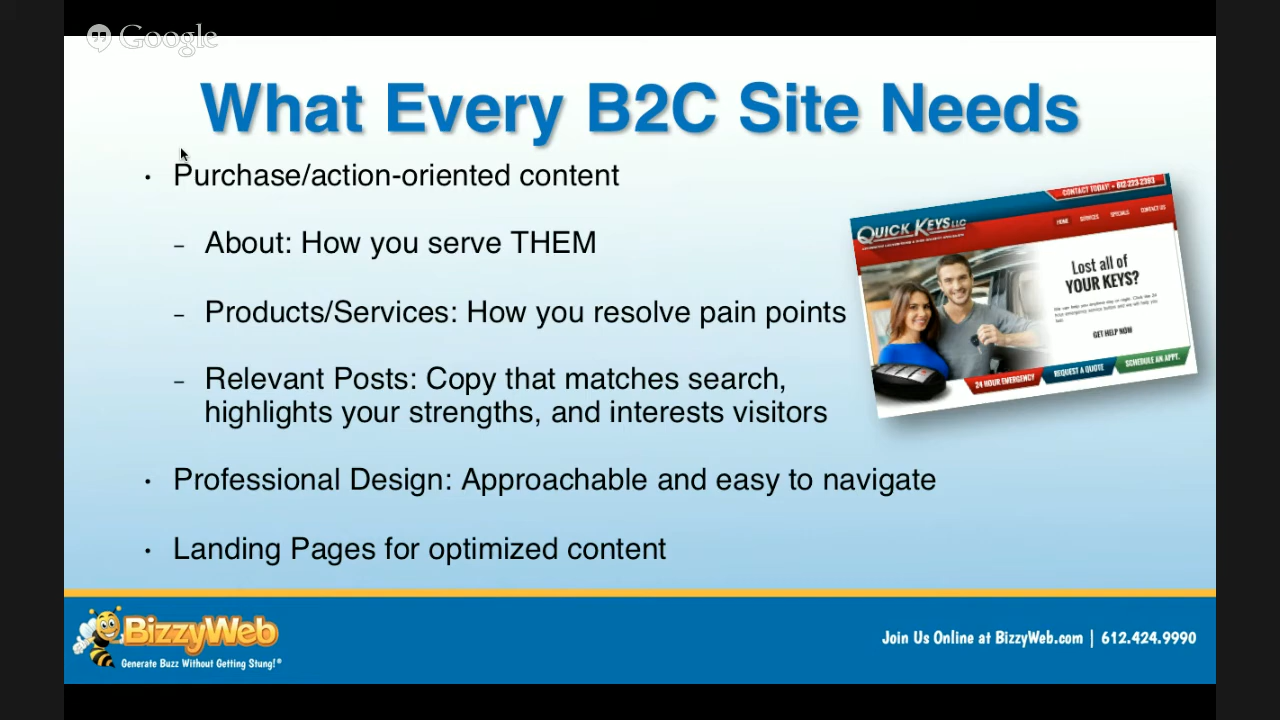 Google
What Every B2C Site Needs
• Purchase/action-oriented content
– About: How you serve THEM
– Products/Services: How you resolve pain points
– Relevant Posts: Copy that matches search,
highlights your strengths, and interests visitors
• Professional Design: Approachable and easy to navigate
• Landing Pages for optimized content
CONTACT TODAY! • 612-223-2393
QUICK KEYS LLC
HOME SERVICES SPECIALS CONTACT US
Lost all of
YOUR KEYS?
GET HELP NOW
24 HOUR EMERGENCY REQUEST A QUOTE SCHEDULE AN APPT.
BizzyWeb
Generate Buzz Without Getting Stung!®
Join Us Online at BizzyWeb.com | 612.424.9990